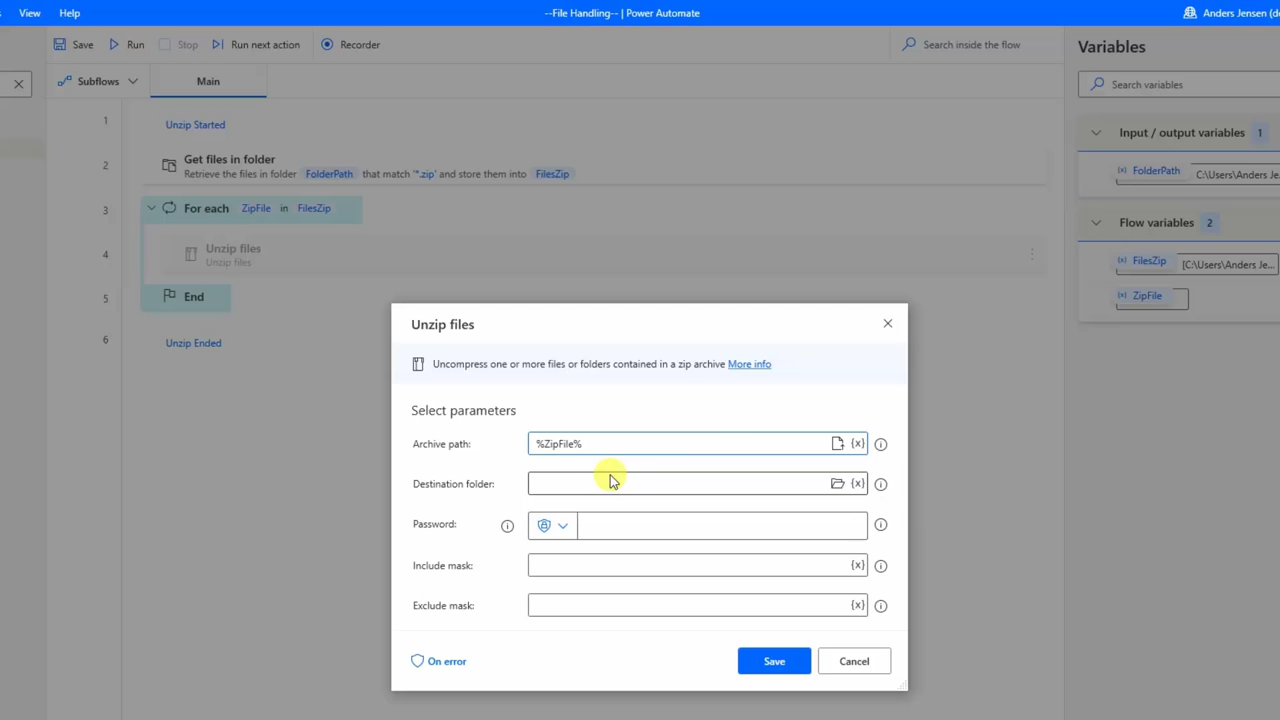 View Help --File Handling-- | Power Automate Anders Jensen (de
Save Run Stop Run next action Recorder Search inside the flow Variables
Subflows Main Search variables
1 Unzip Started
Input / output variables 1
2 Get files in folder
Retrieve the files in folder FolderPath that match '*.zip' and store them into FilesZip
FolderPath C:\Users\Anders Je...
3 For each ZipFile in FilesZip
Flow variables 2
4 Unzip files
Unzip files
FilesZip [C:\Users\Anders Je...
5 End
ZipFile
6 Unzip Ended
Unzip files
Uncompress one or more files or folders contained in a zip archive More info
Select parameters
Archive path: %ZipFile% {x}
Destination folder: {x}
Password:
Include mask: {x}
Exclude mask: {x}
On error Save Cancel